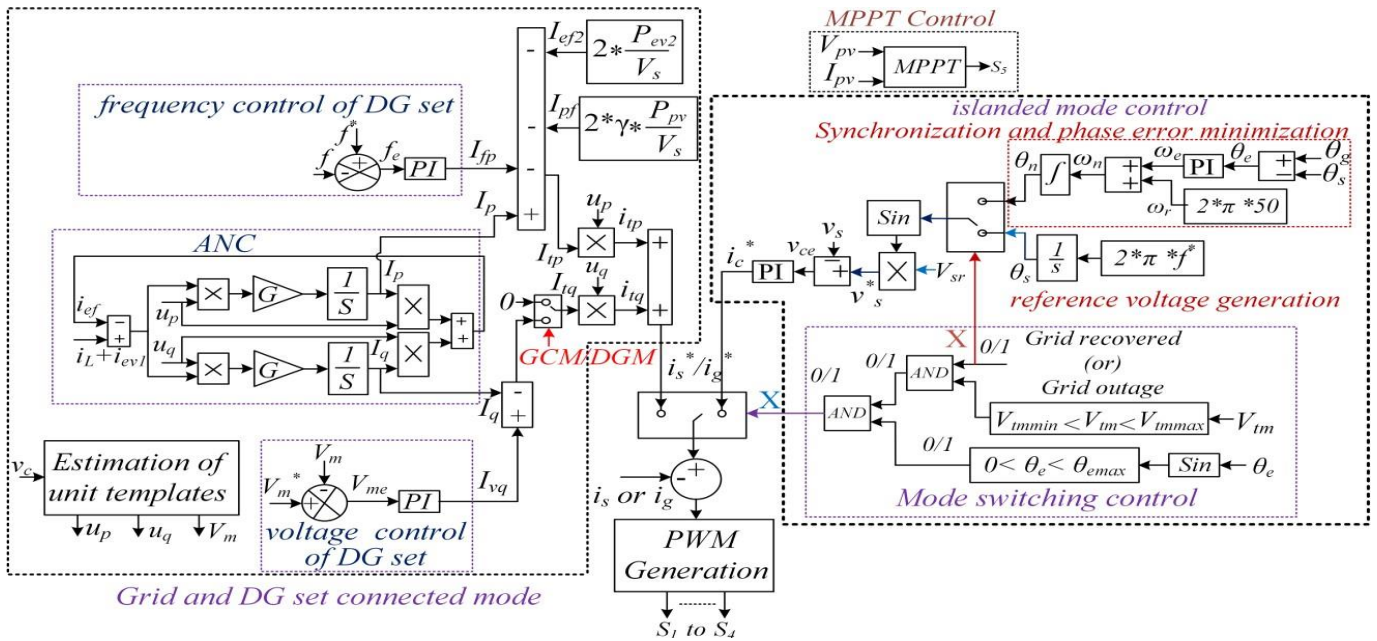 MPPT Control
V_pv
I_pv
MPPT
S_5
I_ef2
2*P_ev2/V_s
I_pf
2*γ*P_pv/V_s
frequency control of DG set
f*
f
f_e
PI
I_fp
I_p
ANC
i_ef
i_L+i_ev1
u_p
u_q
G
1/S
I_p
G
1/S
I_q
I_tp
u_p
i_tp
0
I_tq
u_q
i_tq
GCM/DGM
I_q
v_c
Estimation of
unit templates
u_p
u_q
V_m
V_m
V_m*
V_me
PI
I_vq
voltage control
of DG set
Grid and DG set connected mode
i_s*/i_g*
i_c*
X
i_s or i_g
PWM
Generation
S_1 to S_4
islanded mode control
Synchronization and phase error minimization
θ_n
∫
ω_n
ω_e
PI
θ_e
θ_g
θ_s
ω_r
2*π*50
Sin
v_s
v_ce
PI
v*_s
V_sr
θ_s
1/s
2*π*f*
reference voltage generation
X
0/1
Grid recovered
(or)
Grid outage
0/1
AND
AND
V_tmmin < V_tm < V_tmmax
V_tm
0/1
0< θ_e < θ_emax
Sin
θ_e
Mode switching control